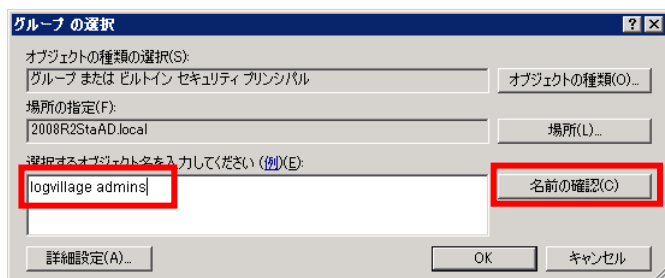 グループ の選択
オブジェクトの種類の選択(S):
グループ または ビルトイン セキュリティ プリンシパル
オブジェクトの種類(O)...
場所の指定(F):
2008R2StaAD.local
場所(L)...
選択するオブジェクト名を入力してください (例)(E):
logvillage admins
名前の確認(C)
詳細設定(A)...
OK
キャンセル